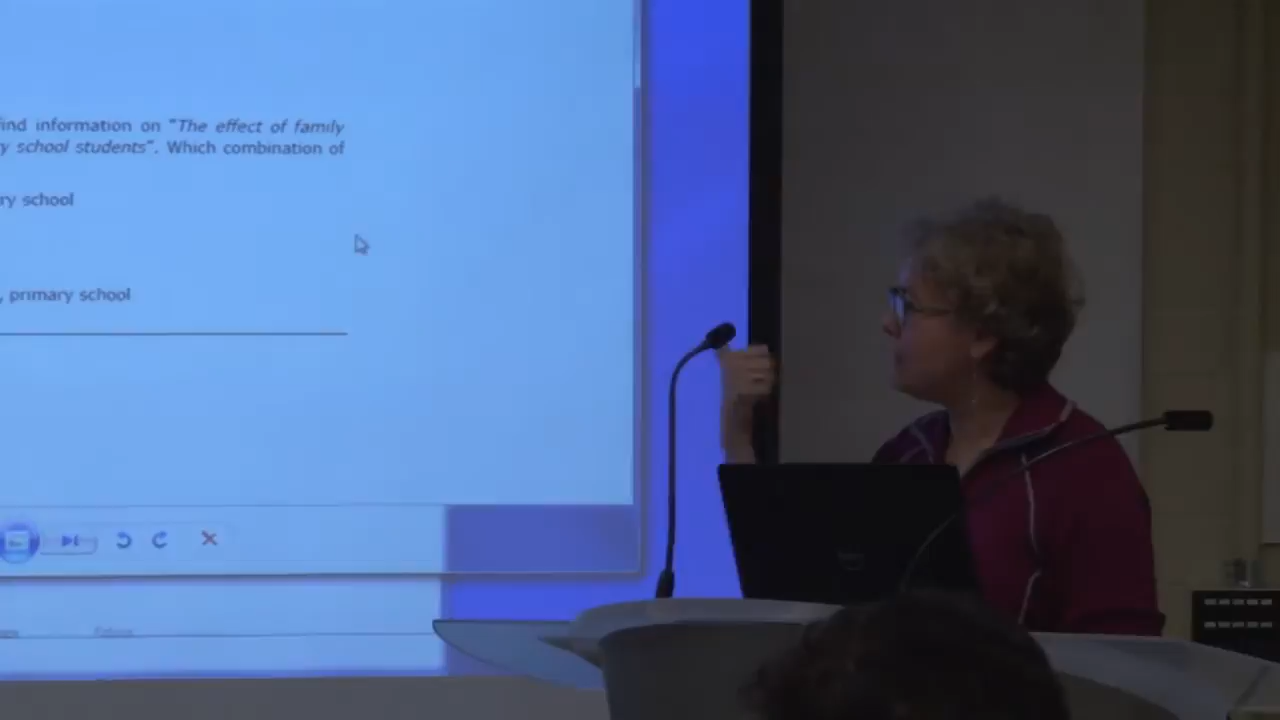 find information on "The effect of family
y school students". Which combination of
ry school
, primary school